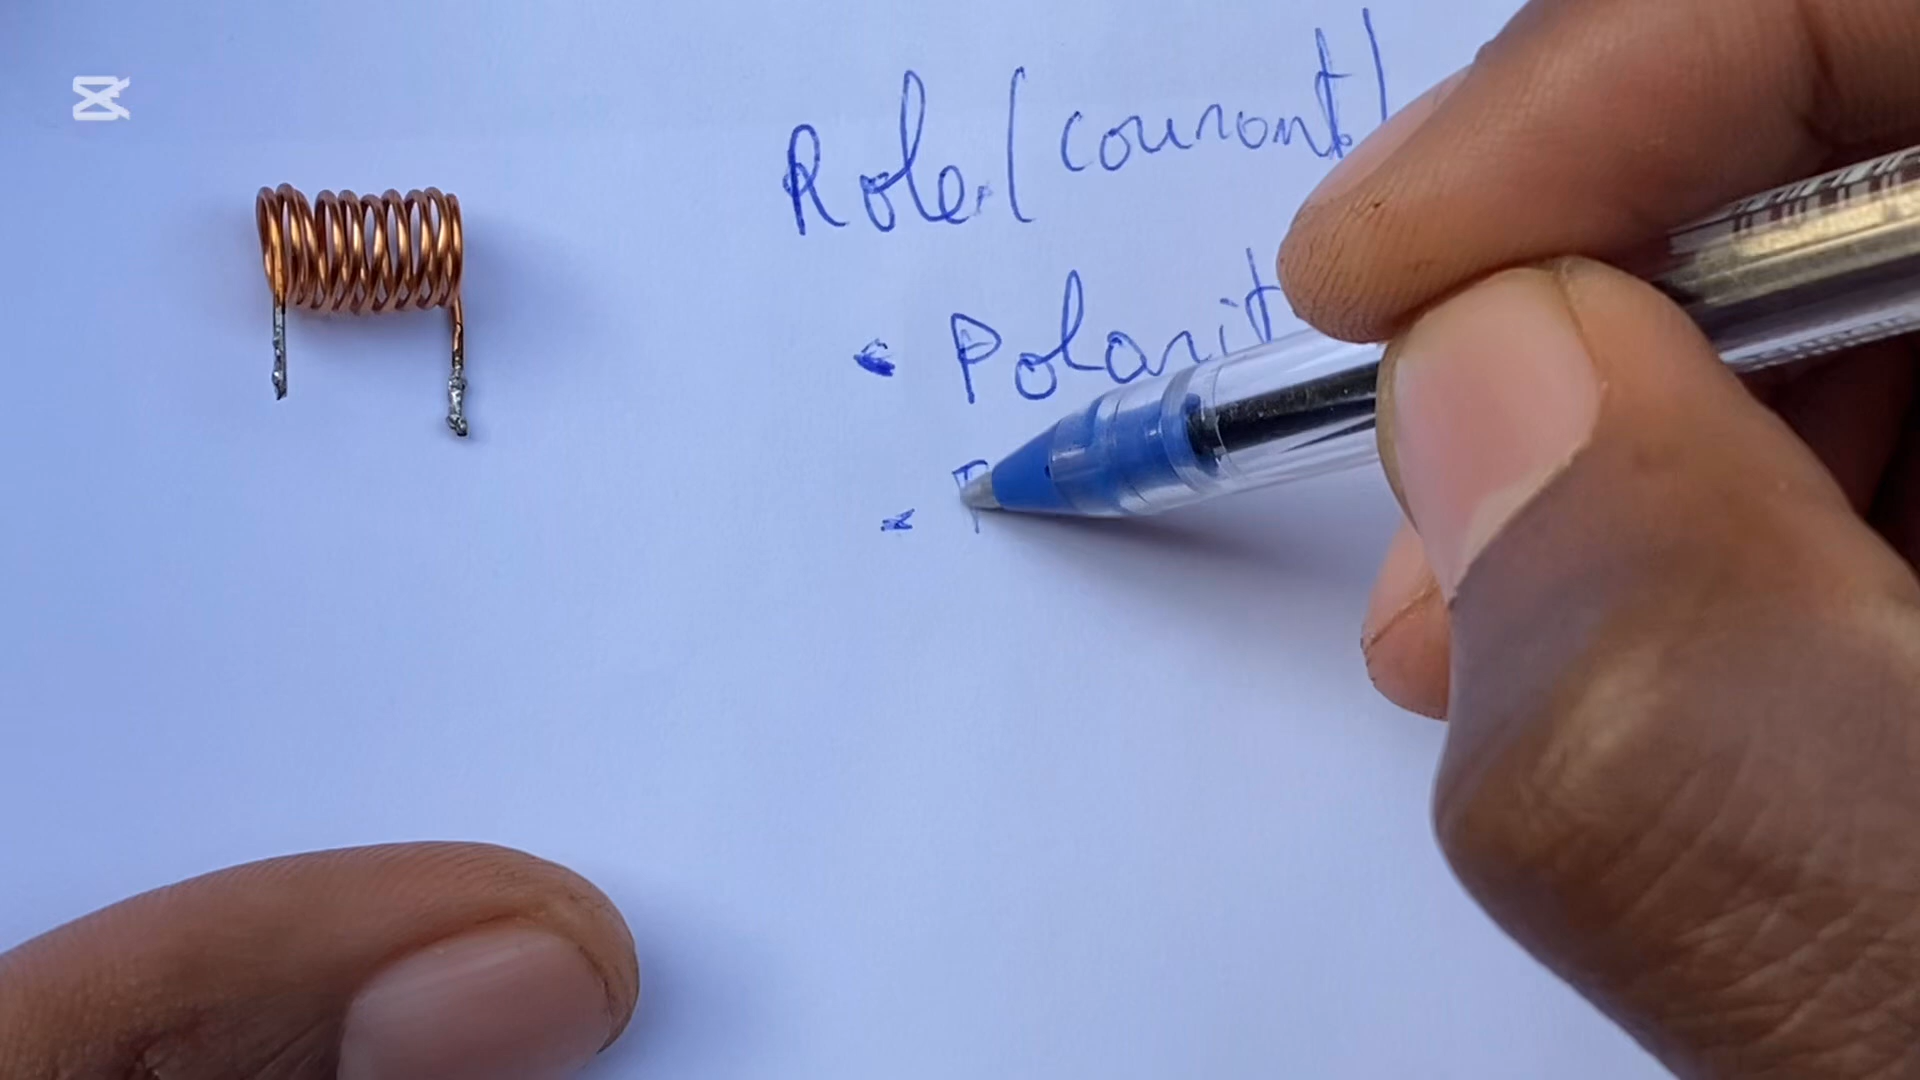 Role (courant)
• Polarit
•